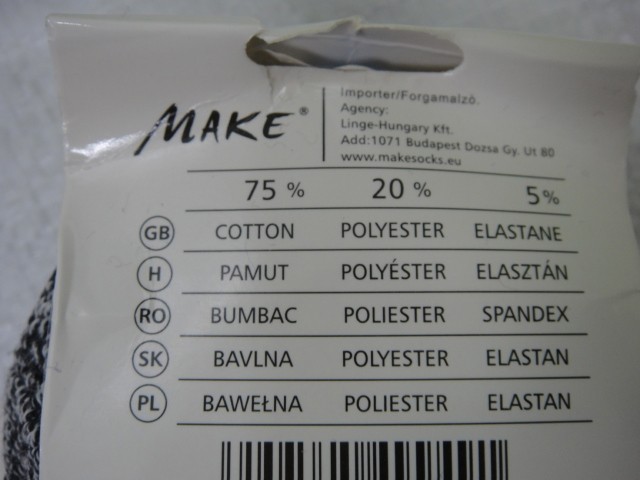 MAKE®
Importer/Forgamalzó.
Agency:
Linge-Hungary Kft.
Add:1071 Budapest Dozsa Gy. Ut 80
www.makesocks.eu
75 % 20 % 5%
GB COTTON POLYESTER ELASTANE
H PAMUT POLYÉSTER ELASZTÁN
RO BUMBAC POLIESTER SPANDEX
SK BAVLNA POLYESTER ELASTAN
PL BAWEŁNA POLIESTER ELASTAN